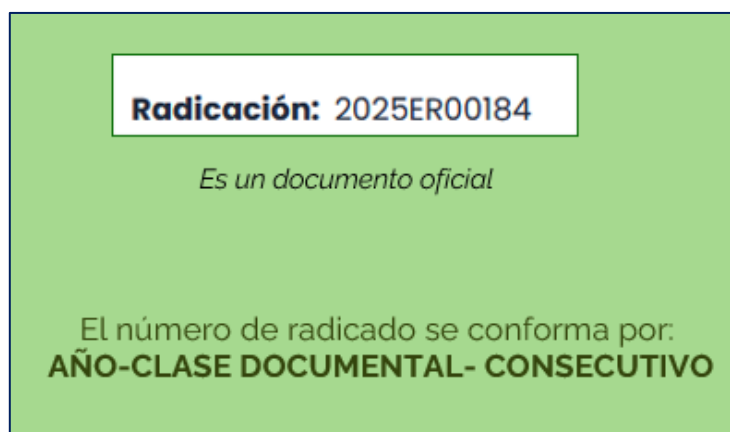 Radicación: 2025ER00184
Es un documento oficial
El número de radicado se conforma por:
AÑO-CLASE DOCUMENTAL- CONSECUTIVO